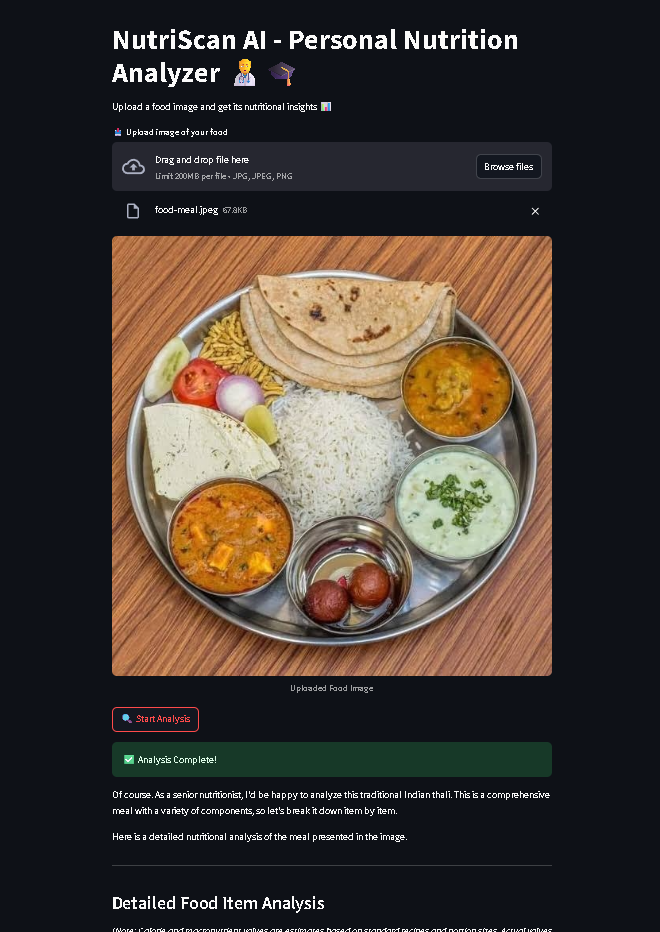 NutriScan AI - Personal Nutrition
Analyzer 👨‍⚕️ 🎓
Upload a food image and get its nutritional insights 📊
Upload image of your food
Drag and drop file here
Limit 200MB per file • JPG, JPEG, PNG
Browse files
food-meal.jpeg 67.8KB
Uploaded Food Image
🔍 Start Analysis
✅ Analysis Complete!
Of course. As a senior nutritionist, I'd be happy to analyze this traditional Indian thali. This is a comprehensive
meal with a variety of components, so let's break it down item by item.
Here is a detailed nutritional analysis of the meal presented in the image.
Detailed Food Item Analysis
(Note: Calorie and macronutrient values are estimates based on standard recipes and portion sizes. Actual values